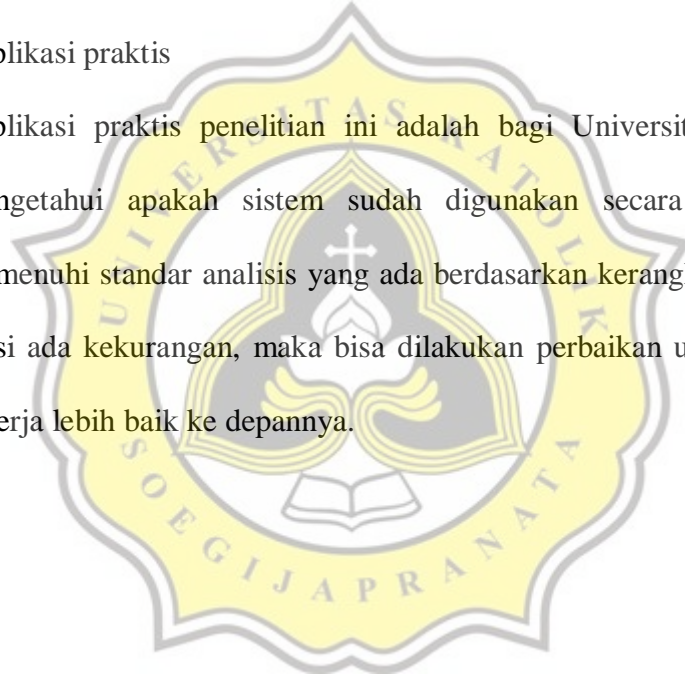 plikasi praktis
plikasi praktis penelitian ini adalah bagi Universit
ngetahui apakah sistem sudah digunakan secara
menuhi standar analisis yang ada berdasarkan kerang
si ada kekurangan, maka bisa dilakukan perbaikan u
erja lebih baik ke depannya.
UNIVERSITAS KATOLIK
SOEGIJAPRANATA